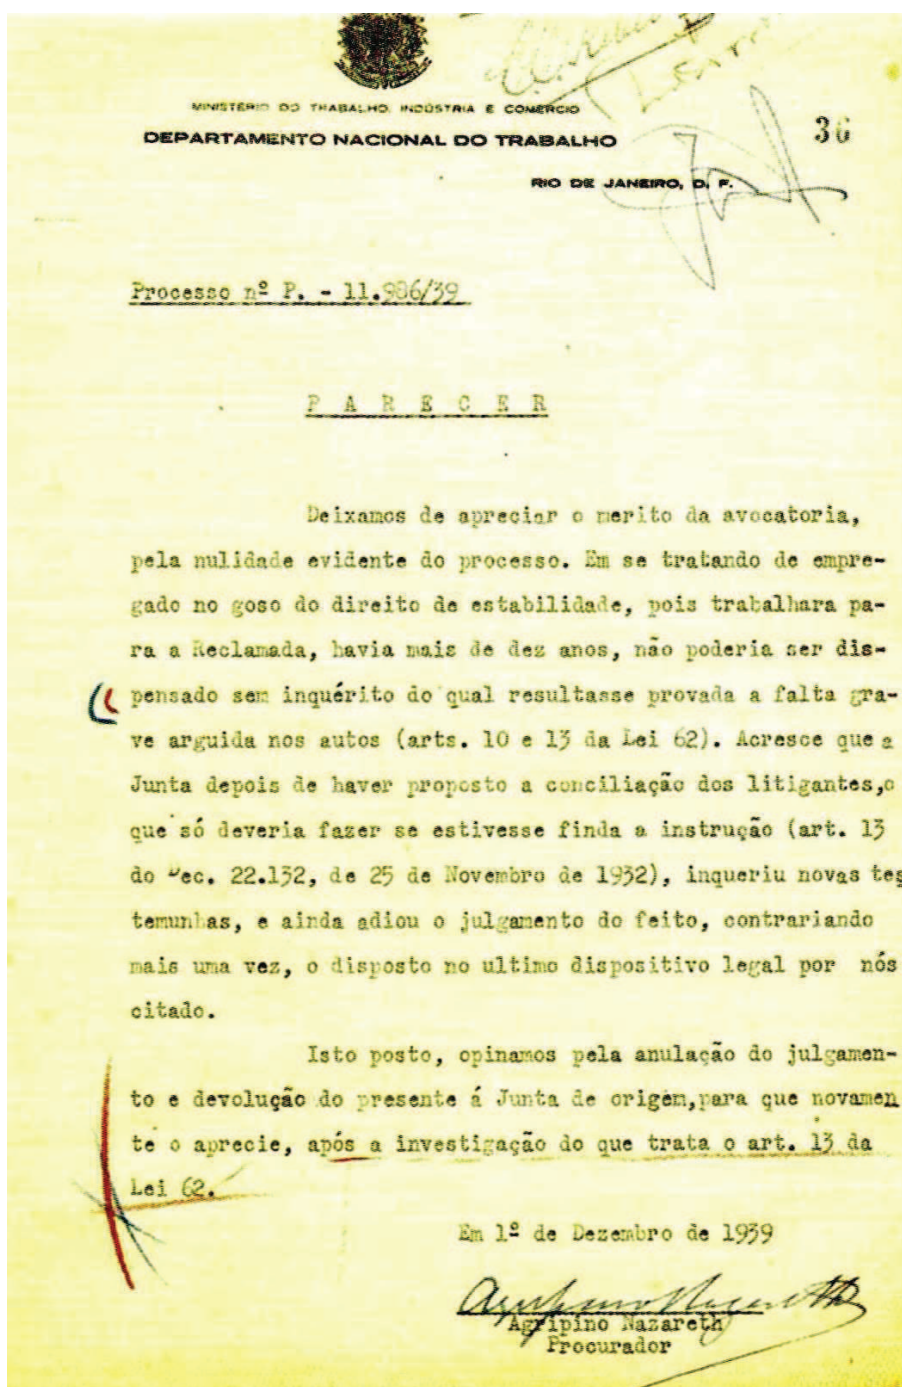 MINISTERIO DO TRABALHO, INDÚSTRIA E COMERCIO
DEPARTAMENTO NACIONAL DO TRABALHO
36
RIO DE JANEIRO, D. F.
Processo nº P. - 11.986/39
P A R E C E R
Deixamos de apreciar o merito da avocatoria,
pela nulidade evidente do processo. Em se tratando de empre-
gado no goso do direito de estabilidade, pois trabalhara pa-
ra a Reclamada, havia mais de dez anos, não poderia ser dis-
pensado sem inquérito do qual resultasse provada a falta gra-
ve arguida nos autos (arts. 10 e 13 da Lei 62). Acresce que a
Junta depois de haver proposto a conciliação dos litigantes,o
que só deveria fazer se estivesse finda a instrução (art. 13
do Dec. 22.132, de 25 de Novembro de 1932), inqueriu novas tes
temunhas, e ainda adiou o julgamento do feito, contrariando
mais uma vez, o disposto no ultimo dispositivo legal por nós
citado.
Isto posto, opinamos pela anulação do julgamen-
to e devolução do presente á Junta de origem,para que novamen
te o aprecie, após a investigação do que trata o art. 13 da
Lei 62.
Em 1º de Dezembro de 1939
Agripino Nazareth
Agripino Nazareth
Procurador